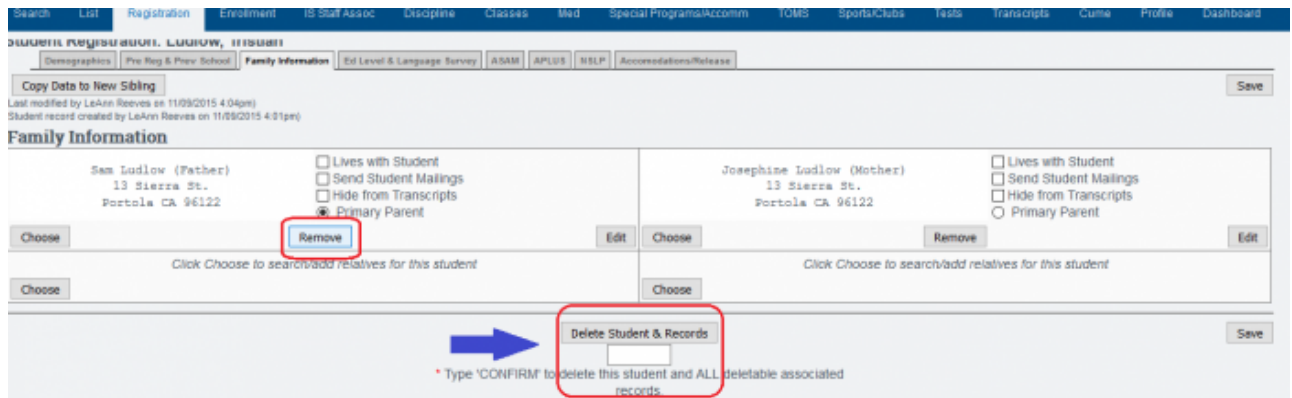 Search List Registration Enrollment IS Staff Assoc Discipline Classes Med Special Programs/Accomm TOMS Sports/Clubs Tests Transcripts Cume Profile Dashboard
Student Registration: Ludlow, Tristian
Demographics Pre Reg & Prev School Family Information Ed Level & Language Survey ASAM APLUS NSLP Accomodations/Release
Copy Data to New Sibling Save
Last modified by LeAnn Reeves on 11/09/2015 4:04pm)
Student record created by LeAnn Reeves on 11/09/2015 4:01pm)
Family Information
Sam Ludlow (Father) Lives with Student Josephine Ludlow (Mother) Lives with Student
13 Sierra St. Send Student Mailings 13 Sierra St. Send Student Mailings
Portola CA 96122 Hide from Transcripts Portola CA 96122 Hide from Transcripts
Primary Parent Primary Parent
Choose Remove Edit Choose Remove Edit
Click Choose to search/add relatives for this student Click Choose to search/add relatives for this student
Choose Choose
Delete Student & Records Save
* Type 'CONFIRM' to delete this student and ALL deletable associated
records.